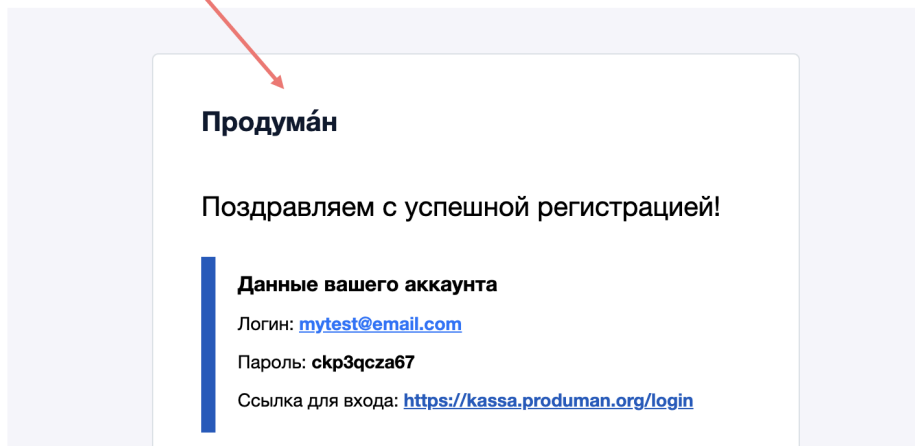 Продума́н
Поздравляем с успешной регистрацией!
Данные вашего аккаунта
Логин: mytest@email.com
Пароль: ckp3qcza67
Ссылка для входа: https://kassa.produman.org/login